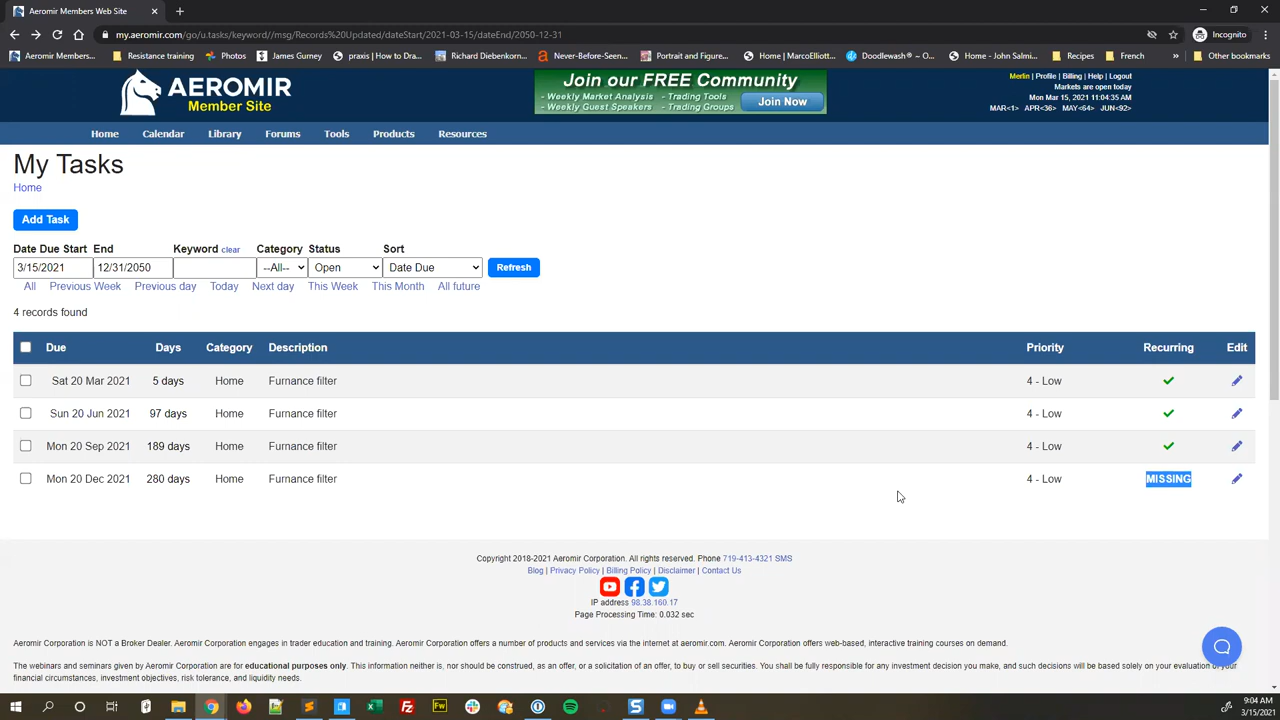 Aeromir Members Web Site
my.aeromir.com/go/u.tasks/keyword//msg/Records%20Updated/dateStart/2021-03-15/dateEnd/2050-12-31
Incognito
Aeromir Members... Resistance training Photos James Gurney praxis | How to Dra... Richard Diebenkorn... Never-Before-Seen... Portrait and Figure... Home | MarcoElliott... Doodlewash® – O... Home - John Salmi... Recipes French » Other bookmarks
AEROMIR
Member Site
Join our FREE Community
- Weekly Market Analysis - Trading Tools
- Weekly Guest Speakers - Trading Groups
Join Now
Merlin | Profile | Billing | Help | Logout
Markets are open today
Mon Mar 15, 2021 11:04:35 AM
MAR<1> APR<36> MAY<64> JUN<92>
Home Calendar Library Forums Tools Products Resources
My Tasks
Home
Add Task
Date Due Start End Keyword clear Category Status Sort
3/15/2021 12/31/2050 --All-- Open Date Due Refresh
All Previous Week Previous day Today Next day This Week This Month All future
4 records found
Due Days Category Description Priority Recurring Edit
Sat 20 Mar 2021 5 days Home Furnance filter 4 - Low
Sun 20 Jun 2021 97 days Home Furnance filter 4 - Low
Mon 20 Sep 2021 189 days Home Furnance filter 4 - Low
Mon 20 Dec 2021 280 days Home Furnance filter 4 - Low MISSING
Copyright 2018-2021 Aeromir Corporation. All rights reserved. Phone 719-413-4321 SMS
Blog | Privacy Policy | Billing Policy | Disclaimer | Contact Us
IP address 98.38.160.17
Page Processing Time: 0.032 sec
Aeromir Corporation is NOT a Broker Dealer. Aeromir Corporation engages in trader education and training. Aeromir Corporation offers a number of products and services via the internet at aeromir.com. Aeromir Corporation offers web-based, interactive training courses on demand.
The webinars and seminars given by Aeromir Corporation are for educational purposes only. This information neither is, nor should be construed, as an offer, or a solicitation of an offer, to buy or sell securities. You shall be fully responsible for any investment decision you make, and such decisions will be based solely on your evaluation of your
financial circumstances, investment objectives, risk tolerance, and liquidity needs.
9:04 AM
3/15/2021